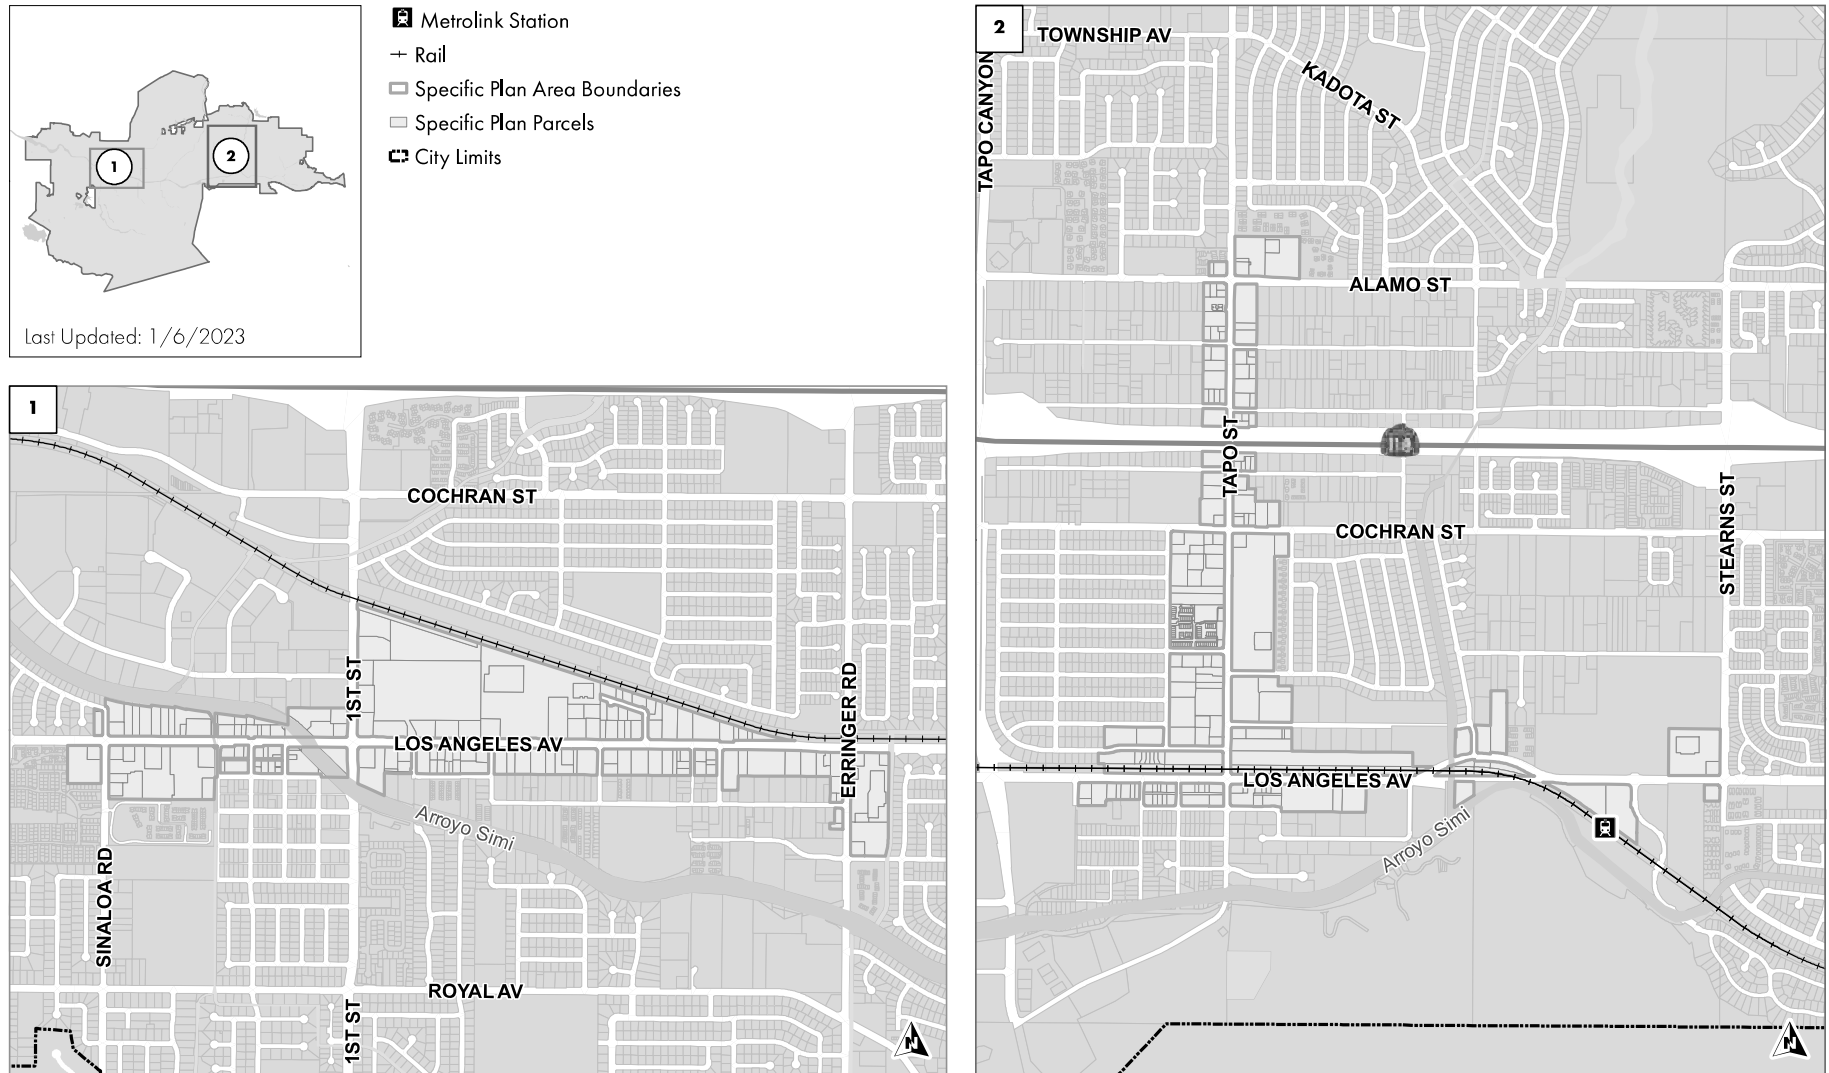 1
2
Last Updated: 1/6/2023
Metrolink Station
Rail
Specific Plan Area Boundaries
Specific Plan Parcels
City Limits
1
COCHRAN ST
1ST ST
LOS ANGELES AV
ERRINGER RD
Arroyo Simi
SINALOA RD
ROYAL AV
1ST ST
N
2
TOWNSHIP AV
TAPO CANYON
KADOTA ST
ALAMO ST
TAPO ST
COCHRAN ST
STEARNS ST
LOS ANGELES AV
Arroyo Simi
N